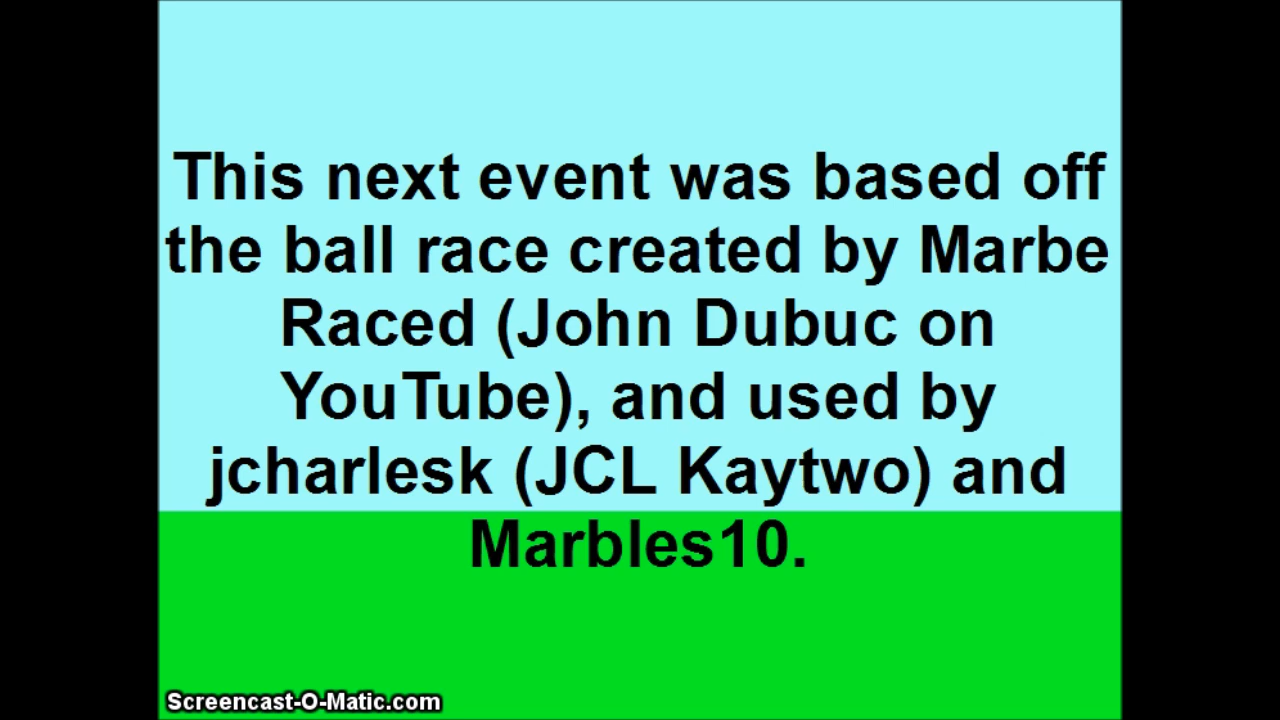 This next event was based off
the ball race created by Marbe
Raced (John Dubuc on
YouTube), and used by
jcharlesk (JCL Kaytwo) and
Marbles10.
Screencast-O-Matic.com